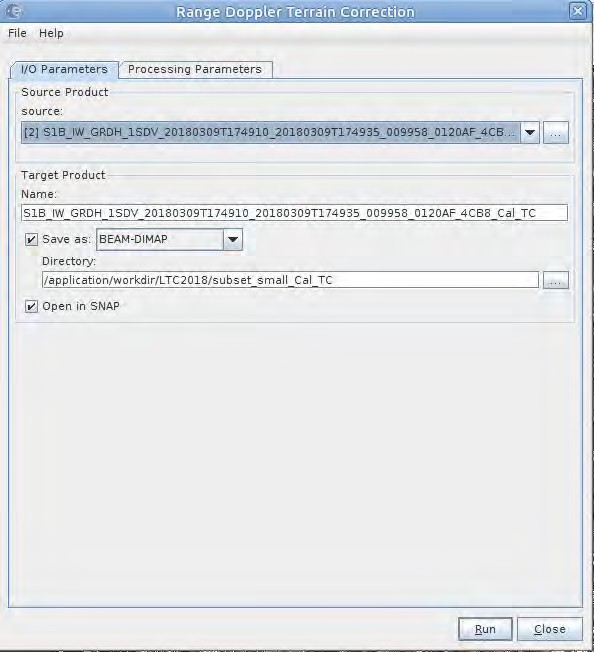 Range Doppler Terrain Correction
File Help
I/O Parameters Processing Parameters
Source Product
source:
[2] S1B_IW_GRDH_1SDV_20180309T174910_20180309T174935_009958_0120AF_4CB...
...
Target Product
Name:
S1B_IW_GRDH_1SDV_20180309T174910_20180309T174935_009958_0120AF_4CB8_Cal_TC
Save as: BEAM-DIMAP
Directory:
/application/workdir/LTC2018/subset_small_Cal_TC
...
Open in SNAP
Run Close